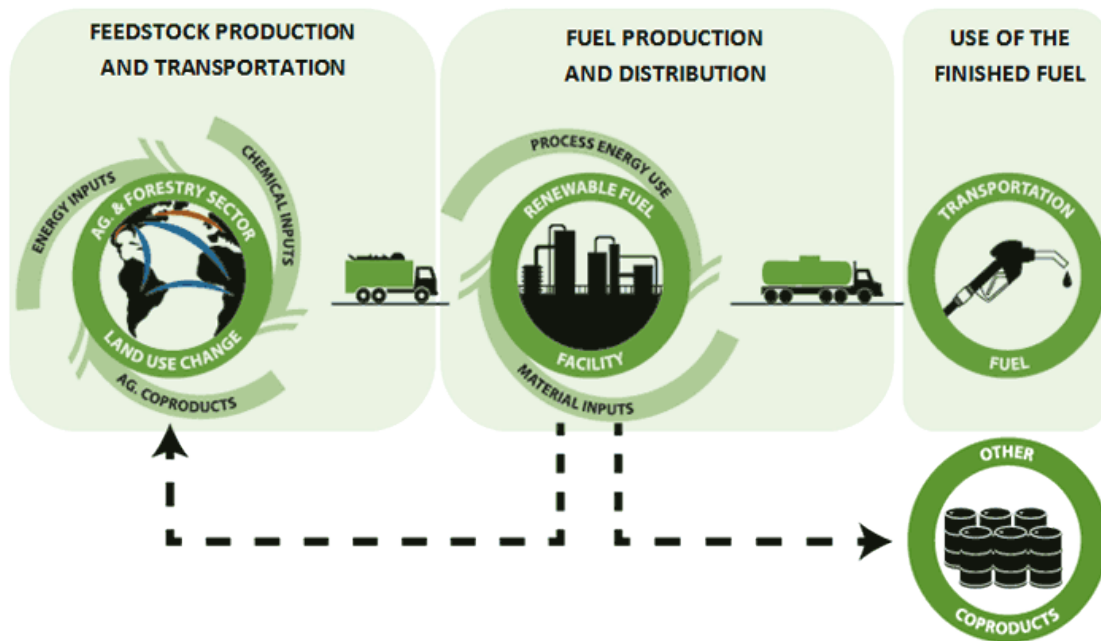 FEEDSTOCK PRODUCTION
AND TRANSPORTATION
ENERGY INPUTS
CHEMICAL INPUTS
AG. & FORESTRY SECTOR
LAND USE CHANGE
AG. COPRODUCTS
FUEL PRODUCTION
AND DISTRIBUTION
PROCESS ENERGY USE
RENEWABLE FUEL
FACILITY
MATERIAL INPUTS
USE OF THE
FINISHED FUEL
TRANSPORTATION
FUEL
OTHER
COPRODUCTS